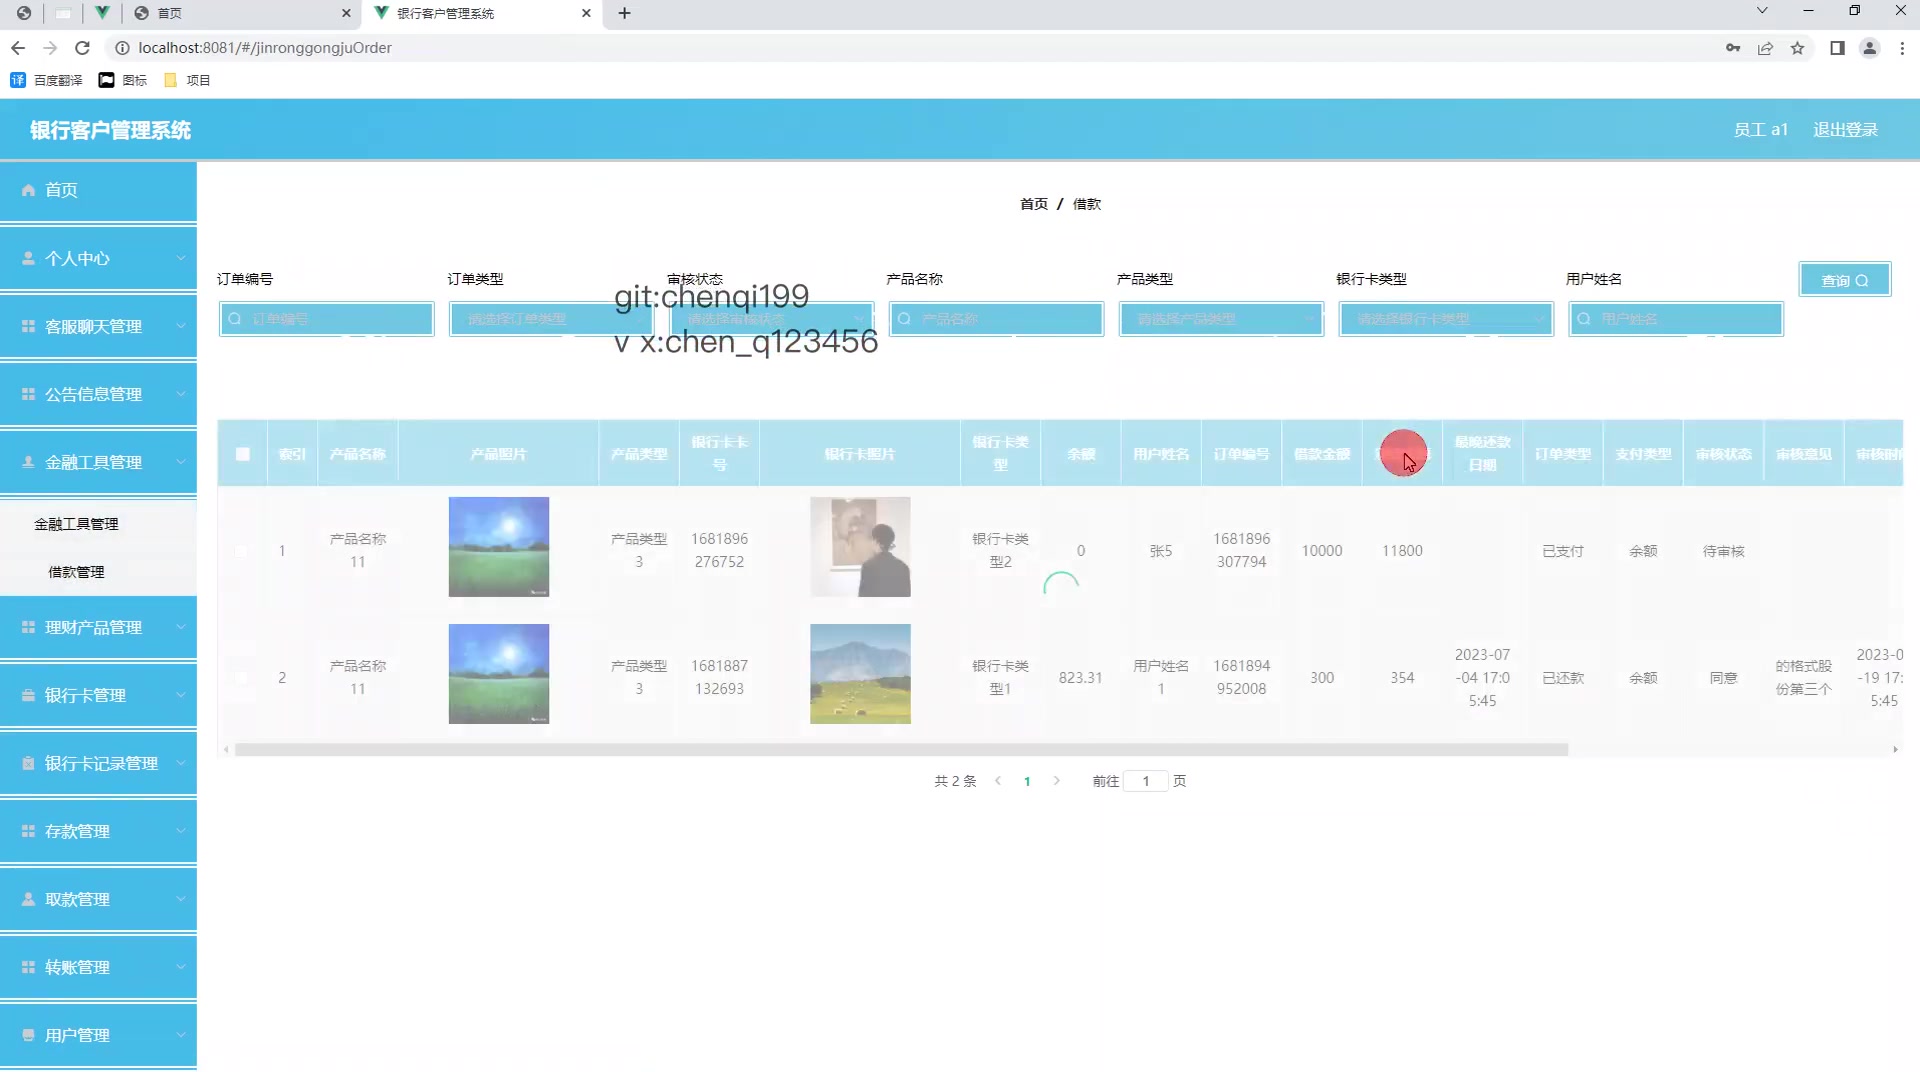 首页
银行客户管理系统
localhost:8081/#/jinronggongjuOrder
百度翻译
图标
项目
银行客户管理系统
员工 a1
退出登录
首页
个人中心
客服聊天管理
公告信息管理
金融工具管理
金融工具管理
借款管理
理财产品管理
银行卡管理
银行卡记录管理
存款管理
取款管理
转账管理
用户管理
首页 / 借款
订单编号
订单类型
审核状态
产品名称
产品类型
银行卡类型
用户姓名
查询
订单编号
请选择订单类型
请选择审核状态
产品名称
请选择产品类型
请选择银行卡类型
用户姓名
git:chenqi199
v x:chen_q123456
索引
产品名称
产品照片
产品类型
银行卡卡
号
银行卡照片
银行卡类
型
余额
用户姓名
订单编号
借款金额
最晚还款
日期
订单类型
支付类型
审核状态
审核意见
审核时
1
产品名称
11
产品类型
3
1681896
276752
银行卡类
型2
0
张5
1681896
307794
10000
11800
已支付
余额
待审核
2
产品名称
11
产品类型
3
1681887
132693
银行卡类
型1
823.31
用户姓名
1
1681894
952008
300
354
2023-07
-04 17:0
5:45
已还款
余额
同意
的格式股
份第三个
2023-0
-19 17:
5:45
共 2 条
1
前往
1
页